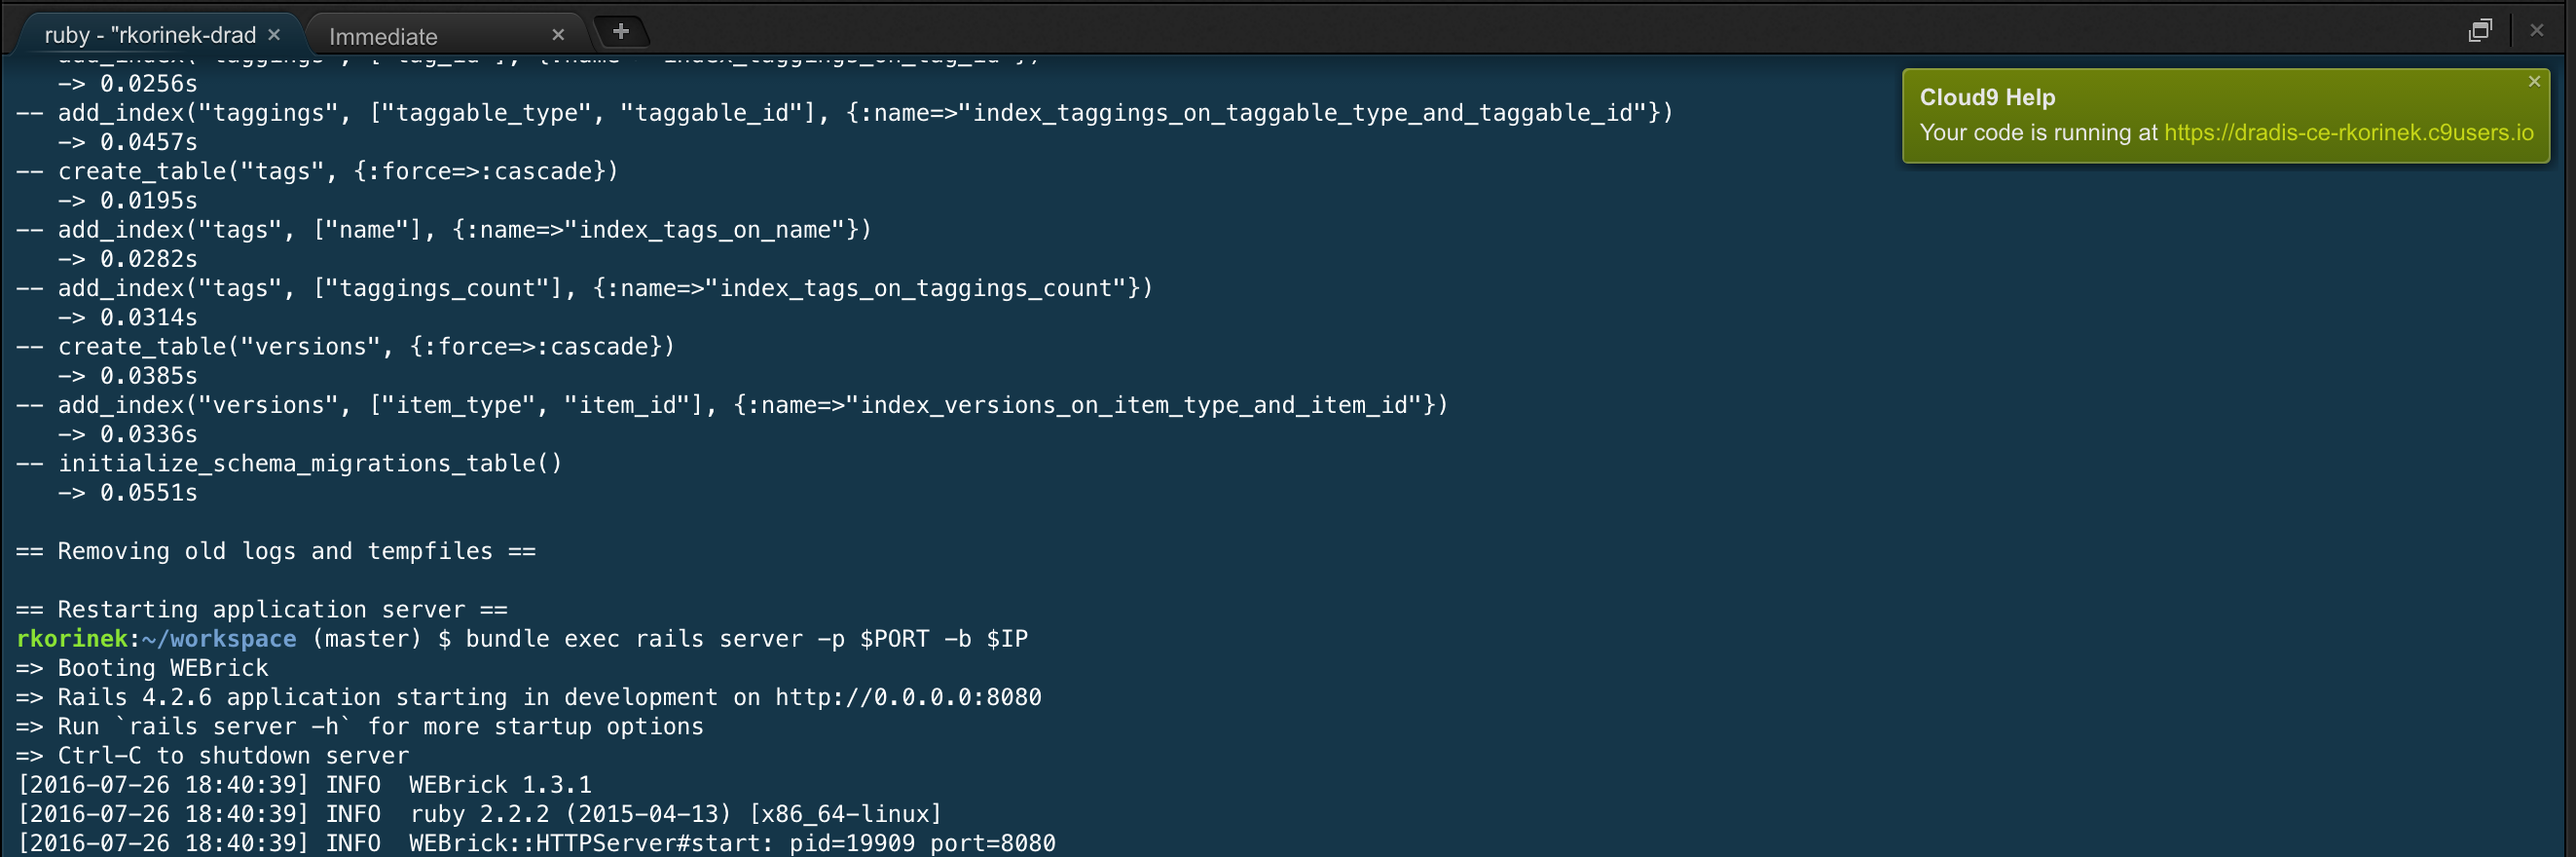 ruby - "rkorinek-drad
Immediate
add_index("taggings", ["tag_id"], {:name=>"index_taggings_on_tag_id"})
-> 0.0256s
-- add_index("taggings", ["taggable_type", "taggable_id"], {:name=>"index_taggings_on_taggable_type_and_taggable_id"})
-> 0.0457s
-- create_table("tags", {:force=>:cascade})
-> 0.0195s
-- add_index("tags", ["name"], {:name=>"index_tags_on_name"})
-> 0.0282s
-- add_index("tags", ["taggings_count"], {:name=>"index_tags_on_taggings_count"})
-> 0.0314s
-- create_table("versions", {:force=>:cascade})
-> 0.0385s
-- add_index("versions", ["item_type", "item_id"], {:name=>"index_versions_on_item_type_and_item_id"})
-> 0.0336s
-- initialize_schema_migrations_table()
-> 0.0551s
== Removing old logs and tempfiles ==
== Restarting application server ==
rkorinek:~/workspace (master) $ bundle exec rails server -p $PORT -b $IP
=> Booting WEBrick
=> Rails 4.2.6 application starting in development on http://0.0.0.0:8080
=> Run `rails server -h` for more startup options
=> Ctrl-C to shutdown server
[2016-07-26 18:40:39] INFO  WEBrick 1.3.1
[2016-07-26 18:40:39] INFO  ruby 2.2.2 (2015-04-13) [x86_64-linux]
[2016-07-26 18:40:39] INFO  WEBrick::HTTPServer#start: pid=19909 port=8080
Cloud9 Help
Your code is running at https://dradis-ce-rkorinek.c9users.io